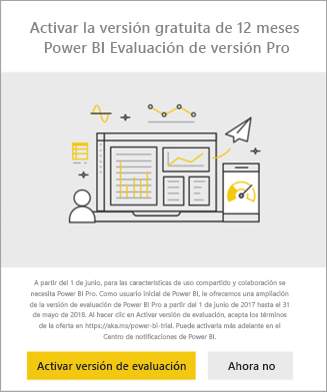 Activar la versión gratuita de 12 meses
Power BI Evaluación de versión Pro
A partir del 1 de junio, para las características de uso compartido y colaboración se
necesita Power BI Pro. Como usuario inicial de Power BI, le ofrecemos una ampliación
de la versión de evaluación de Power BI Pro a partir del 1 de junio de 2017 hasta el 31
de mayo de 2018. Al hacer clic en Activar versión de evaluación, acepta los términos
de la oferta en https://aka.ms/power-bi-trial. Puede activarla más adelante en el
Centro de notificaciones de Power BI.
Activar versión de evaluación
Ahora no